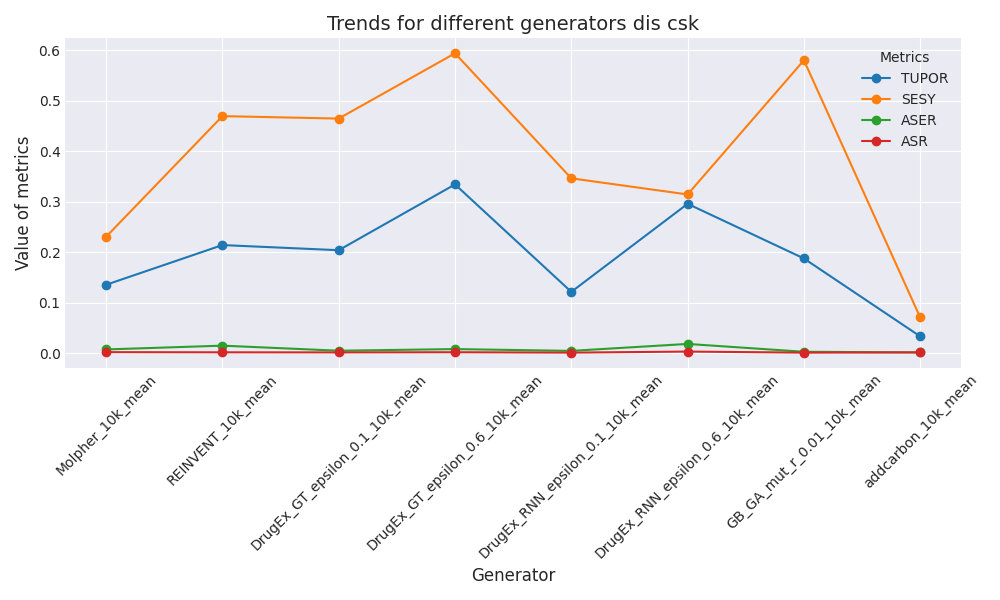 Trends for different generators dis csk
Metrics
TUPOR
SESY
ASER
ASR
Value of metrics
0.6
0.5
0.4
0.3
0.2
0.1
0.0
Molpher_10k_mean
REINVENT_10k_mean
DrugEx_GT_epsilon_0.1_10k_mean
DrugEx_GT_epsilon_0.6_10k_mean
DrugEx_RNN_epsilon_0.1_10k_mean
DrugEx_RNN_epsilon_0.6_10k_mean
GB_GA_mut_r_0.01_10k_mean
addcarbon_10k_mean
Generator